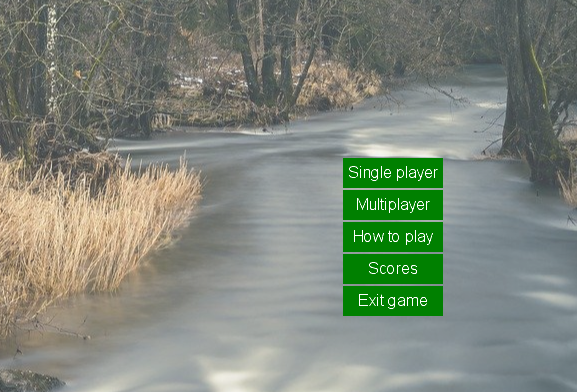 Single player
Multiplayer
How to play
Scores
Exit game